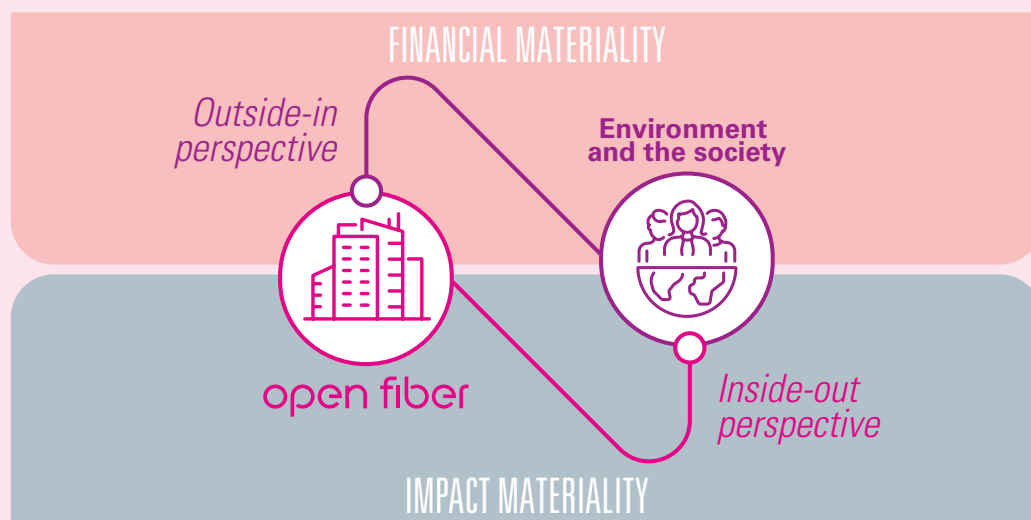 FINANCIAL MATERIALITY
Outside-in
perspective
Environment
and the society
open fiber
Inside-out
perspective
IMPACT MATERIALITY